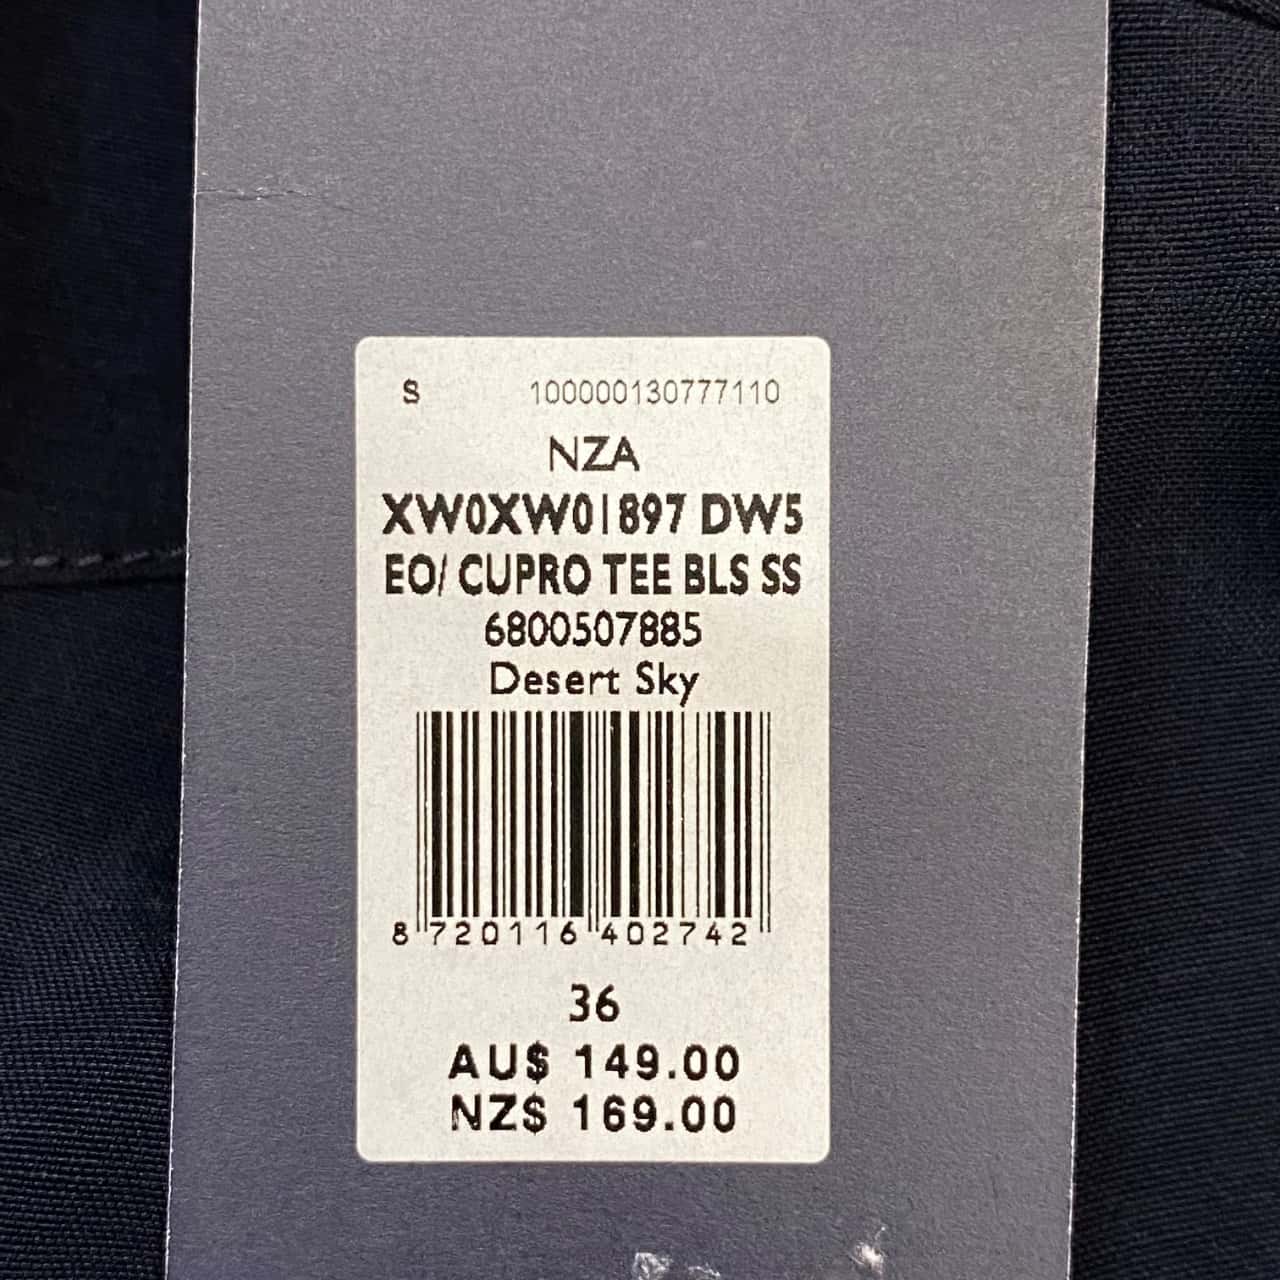 S 100000130777110
NZA
XW0XW01897 DW5
EO/ CUPRO TEE BLS SS
6800507885
Desert Sky
8 720116 402742
36
AU$ 149.00
NZ$ 169.00